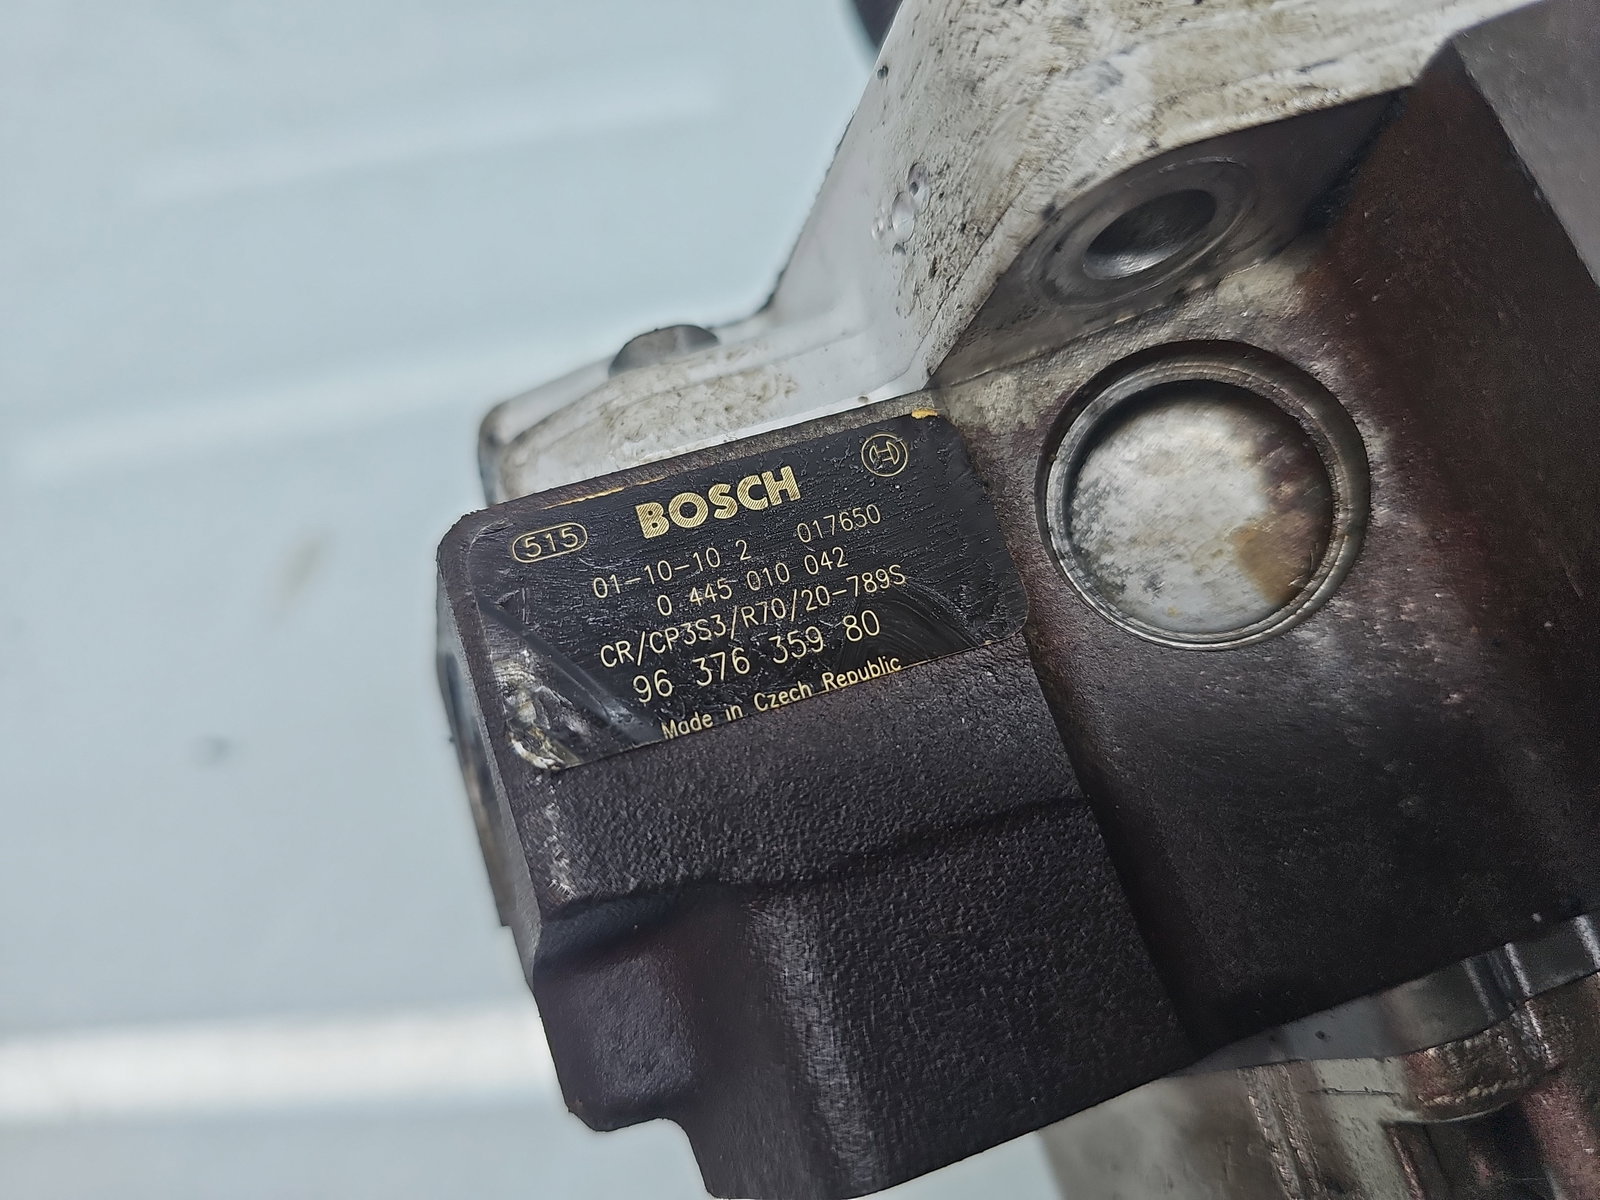 BOSCH
515
01-10-10 2 017650
0 445 010 042
CR/CP3S3/R70/20-789S
96 376 359 80
Made in Czech Republic